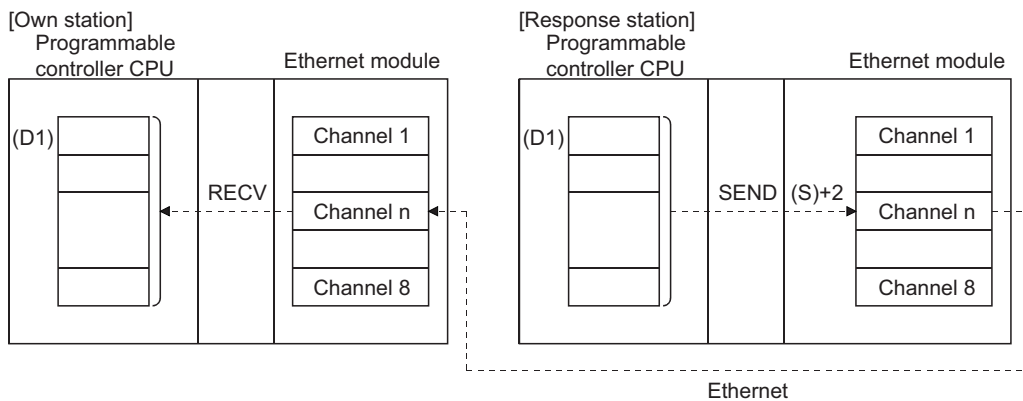 [Own station]
Programmable
controller CPU
Ethernet module
(D1)
RECV
Channel 1
Channel n
Channel 8
[Response station]
Programmable
controller CPU
Ethernet module
(D1)
SEND
(S)+2
Channel 1
Channel n
Channel 8
Ethernet